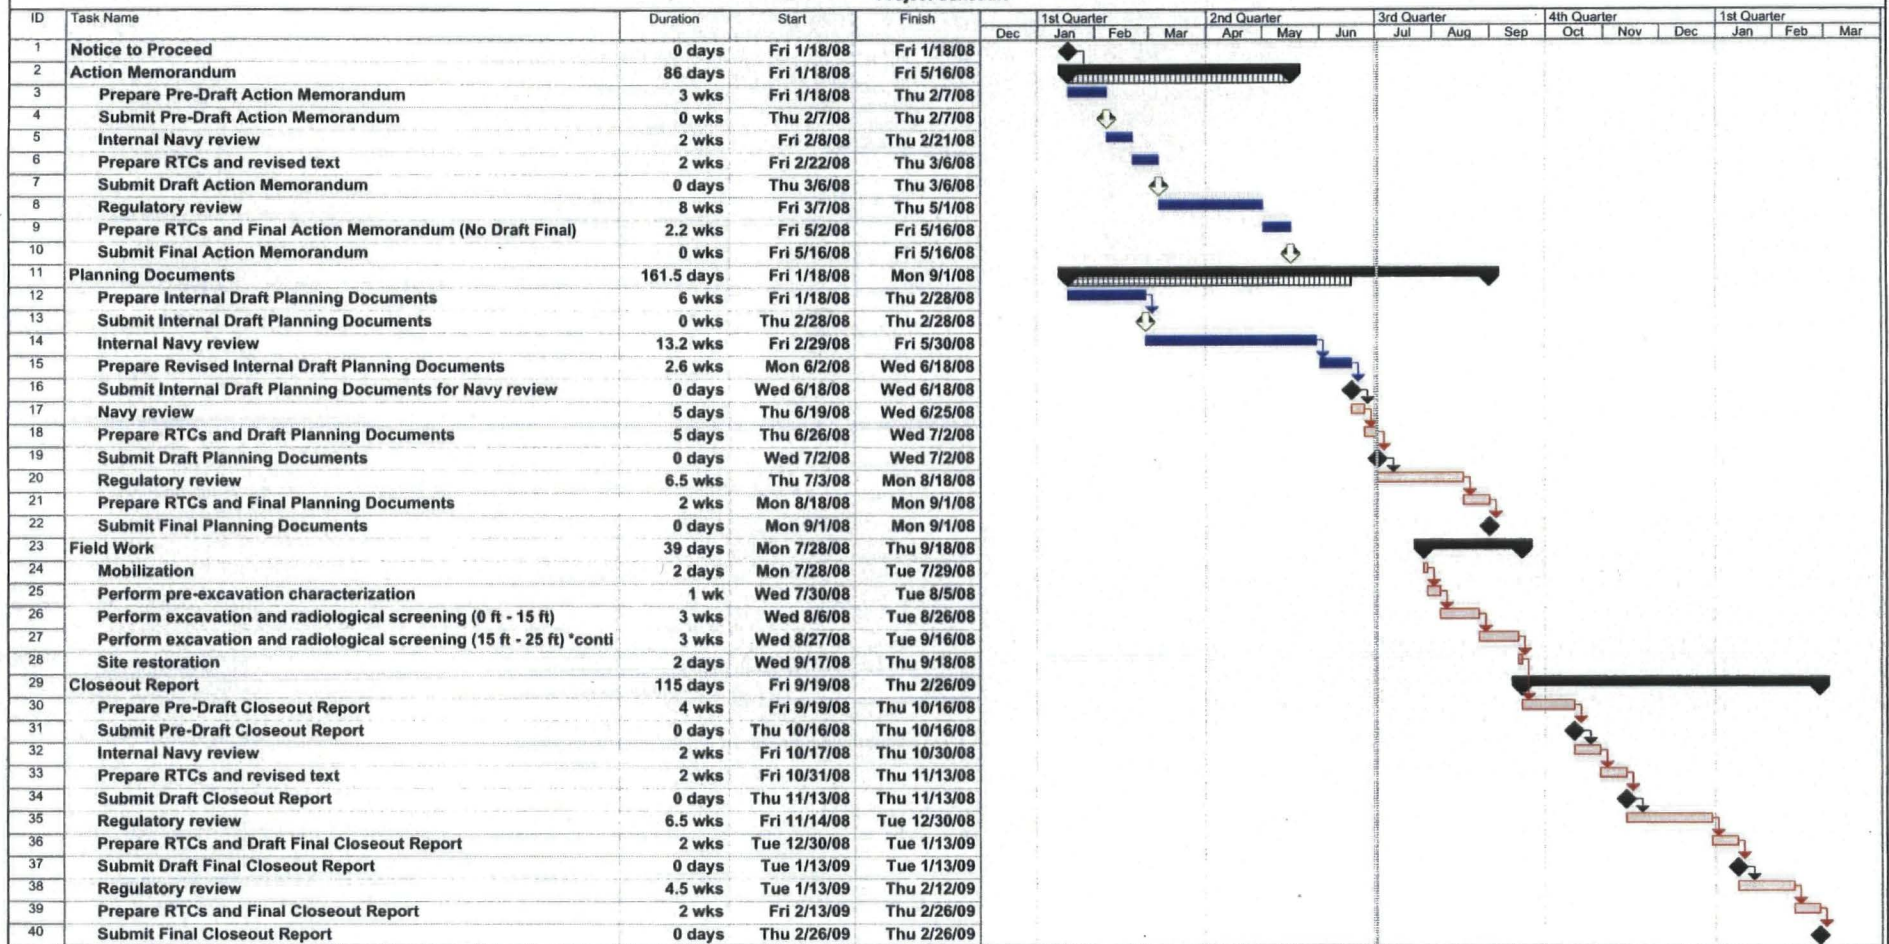 1st Quarter 2nd Quarter 3rd Quarter 4th Quarter 1st Quarter
ID Task Name Duration Start Finish Dec Jan Feb Mar Apr May Jun Jul Aug Sep Oct Nov Dec Jan Feb Mar
1 Notice to Proceed 0 days Fri 1/18/08 Fri 1/18/08
2 Action Memorandum 86 days Fri 1/18/08 Fri 5/16/08
3 Prepare Pre-Draft Action Memorandum 3 wks Fri 1/18/08 Thu 2/7/08
4 Submit Pre-Draft Action Memorandum 0 wks Thu 2/7/08 Thu 2/7/08
5 Internal Navy review 2 wks Fri 2/8/08 Thu 2/21/08
6 Prepare RTCs and revised text 2 wks Fri 2/22/08 Thu 3/6/08
7 Submit Draft Action Memorandum 0 days Thu 3/6/08 Thu 3/6/08
8 Regulatory review 8 wks Fri 3/7/08 Thu 5/1/08
9 Prepare RTCs and Final Action Memorandum (No Draft Final) 2.2 wks Fri 5/2/08 Fri 5/16/08
10 Submit Final Action Memorandum 0 wks Fri 5/16/08 Fri 5/16/08
11 Planning Documents 161.5 days Fri 1/18/08 Mon 9/1/08
12 Prepare Internal Draft Planning Documents 6 wks Fri 1/18/08 Thu 2/28/08
13 Submit Internal Draft Planning Documents 0 wks Thu 2/28/08 Thu 2/28/08
14 Internal Navy review 13.2 wks Fri 2/29/08 Fri 5/30/08
15 Prepare Revised Internal Draft Planning Documents 2.6 wks Mon 6/2/08 Wed 6/18/08
16 Submit Internal Draft Planning Documents for Navy review 0 days Wed 6/18/08 Wed 6/18/08
17 Navy review 5 days Thu 6/19/08 Wed 6/25/08
18 Prepare RTCs and Draft Planning Documents 5 days Thu 6/26/08 Wed 7/2/08
19 Submit Draft Planning Documents 0 days Wed 7/2/08 Wed 7/2/08
20 Regulatory review 6.5 wks Thu 7/3/08 Mon 8/18/08
21 Prepare RTCs and Final Planning Documents 2 wks Mon 8/18/08 Mon 9/1/08
22 Submit Final Planning Documents 0 days Mon 9/1/08 Mon 9/1/08
23 Field Work 39 days Mon 7/28/08 Thu 9/18/08
24 Mobilization 2 days Mon 7/28/08 Tue 7/29/08
25 Perform pre-excavation characterization 1 wk Wed 7/30/08 Tue 8/5/08
26 Perform excavation and radiological screening (0 ft - 15 ft) 3 wks Wed 8/6/08 Tue 8/26/08
27 Perform excavation and radiological screening (15 ft - 25 ft) *conti 3 wks Wed 8/27/08 Tue 9/16/08
28 Site restoration 2 days Wed 9/17/08 Thu 9/18/08
29 Closeout Report 115 days Fri 9/19/08 Thu 2/26/09
30 Prepare Pre-Draft Closeout Report 4 wks Fri 9/19/08 Thu 10/16/08
31 Submit Pre-Draft Closeout Report 0 days Thu 10/16/08 Thu 10/16/08
32 Internal Navy review 2 wks Fri 10/17/08 Thu 10/30/08
33 Prepare RTCs and revised text 2 wks Fri 10/31/08 Thu 11/13/08
34 Submit Draft Closeout Report 0 days Thu 11/13/08 Thu 11/13/08
35 Regulatory review 6.5 wks Fri 11/14/08 Tue 12/30/08
36 Prepare RTCs and Draft Final Closeout Report 2 wks Tue 12/30/08 Tue 1/13/09
37 Submit Draft Final Closeout Report 0 days Tue 1/13/09 Tue 1/13/09
38 Regulatory review 4.5 wks Tue 1/13/09 Thu 2/12/09
39 Prepare RTCs and Final Closeout Report 2 wks Fri 2/13/09 Thu 2/26/09
40 Submit Final Closeout Report 0 days Thu 2/26/09 Thu 2/26/09